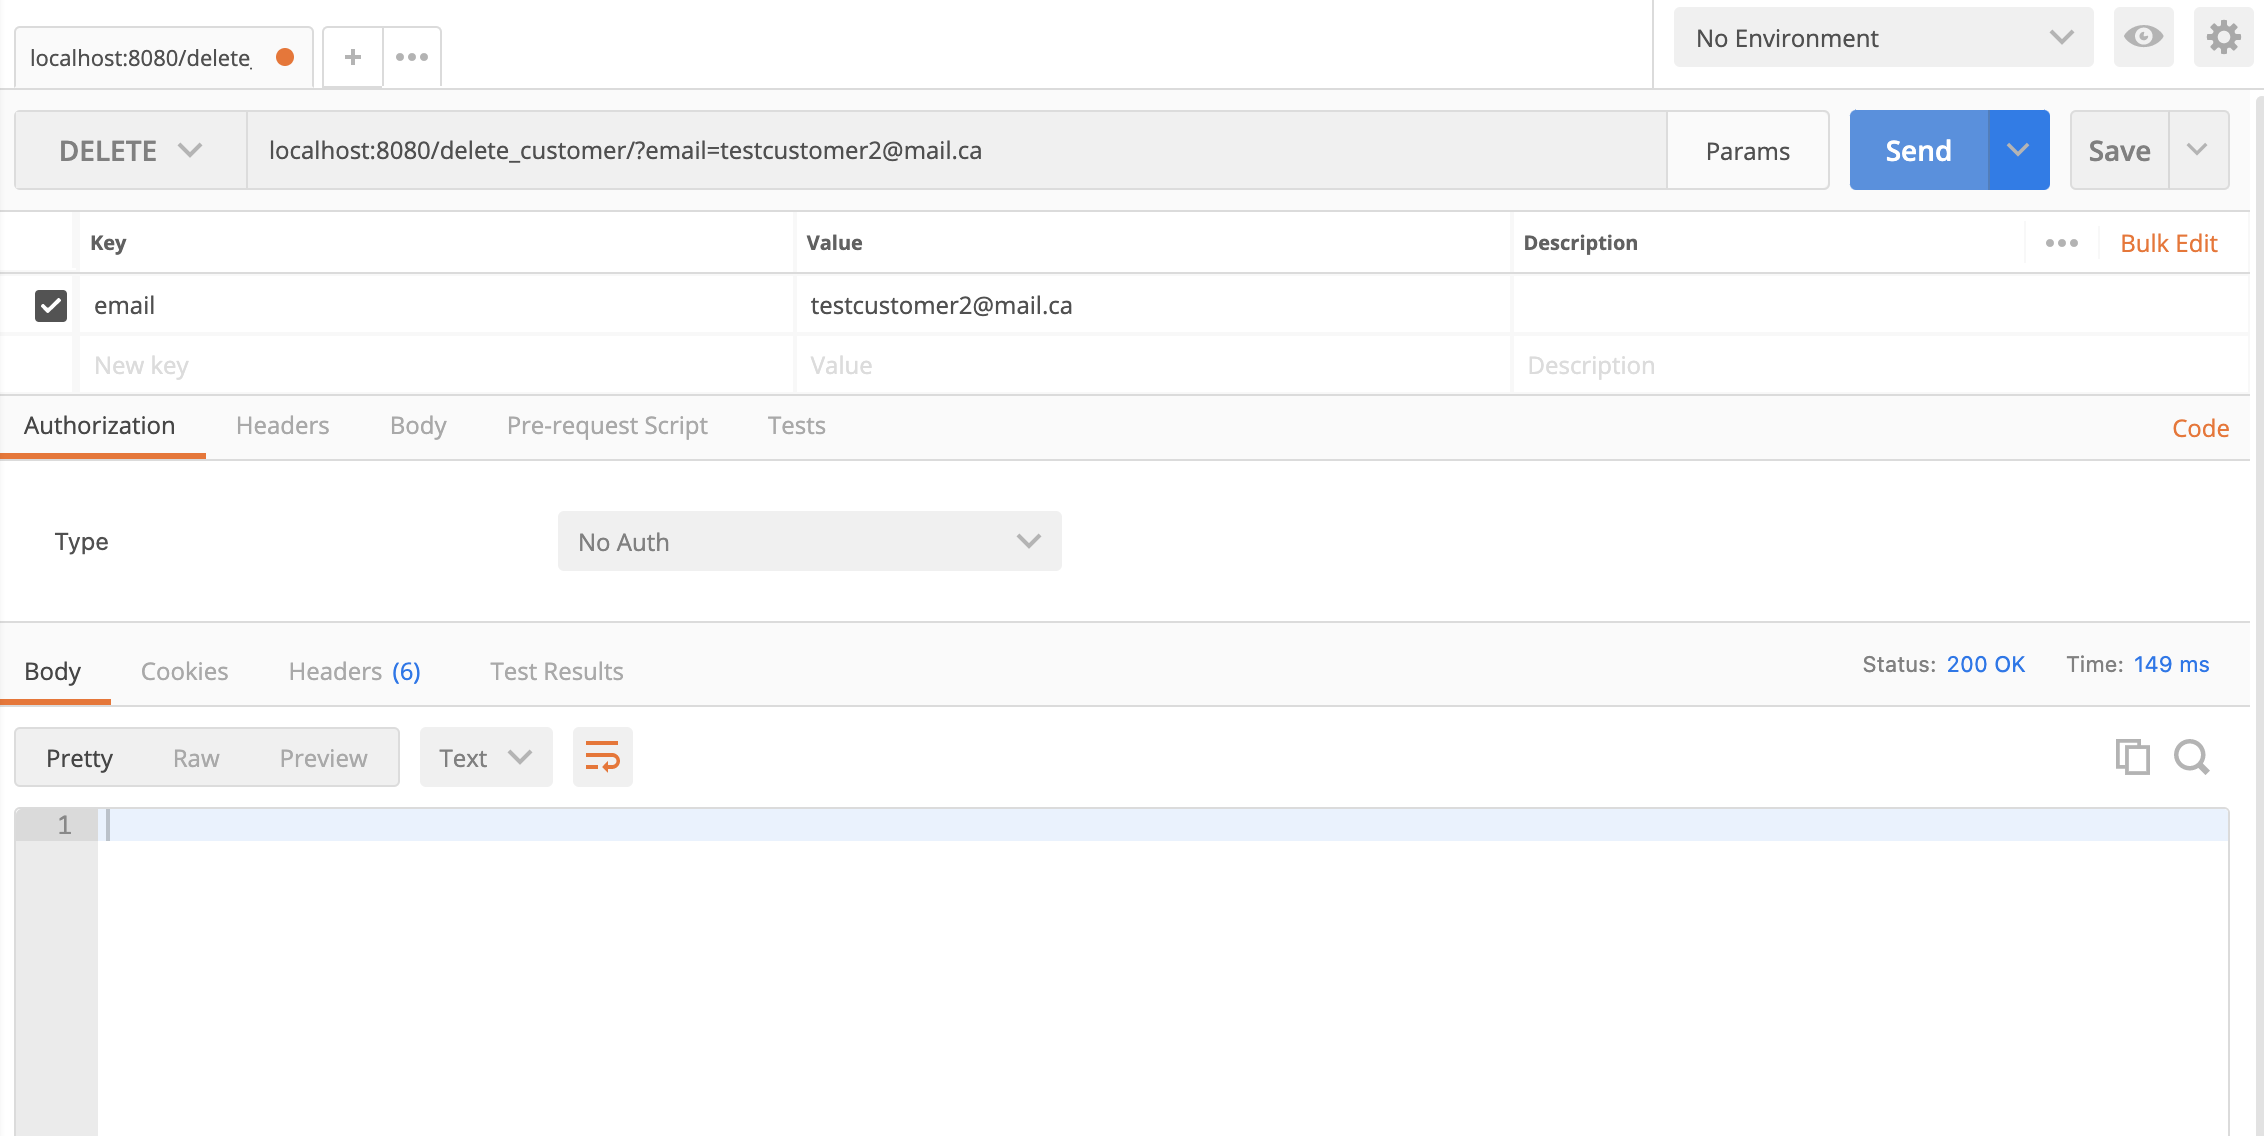 localhost:8080/delete_
No Environment
DELETE
localhost:8080/delete_customer/?email=testcustomer2@mail.ca
Params
Send
Save
Key Value Description Bulk Edit
email testcustomer2@mail.ca
New key Value Description
Authorization Headers Body Pre-request Script Tests Code
Type No Auth
Body Cookies Headers (6) Test Results Status: 200 OK Time: 149 ms
Pretty Raw Preview Text
1